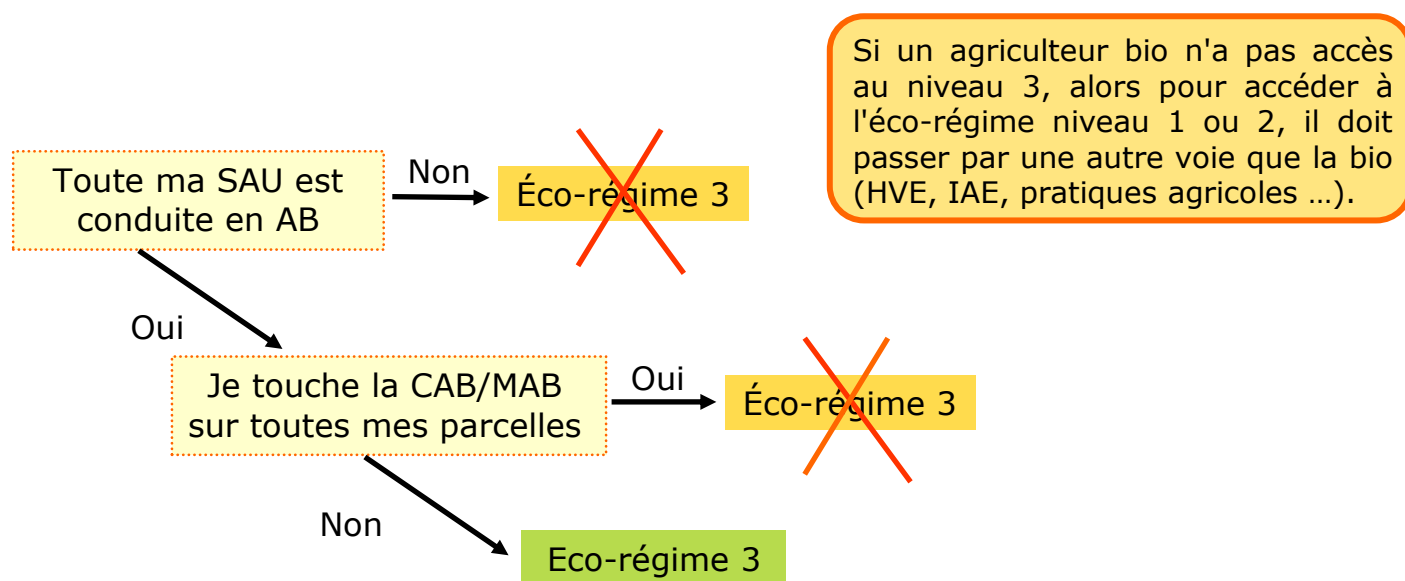 Si un agriculteur bio n'a pas accès
au niveau 3, alors pour accéder à
l'éco-régime niveau 1 ou 2, il doit
passer par une autre voie que la bio
(HVE, IAE, pratiques agricoles …).
Toute ma SAU est
conduite en AB
Non
Éco-régime 3
Oui
Je touche la CAB/MAB
sur toutes mes parcelles
Oui
Éco-régime 3
Non
Eco-régime 3